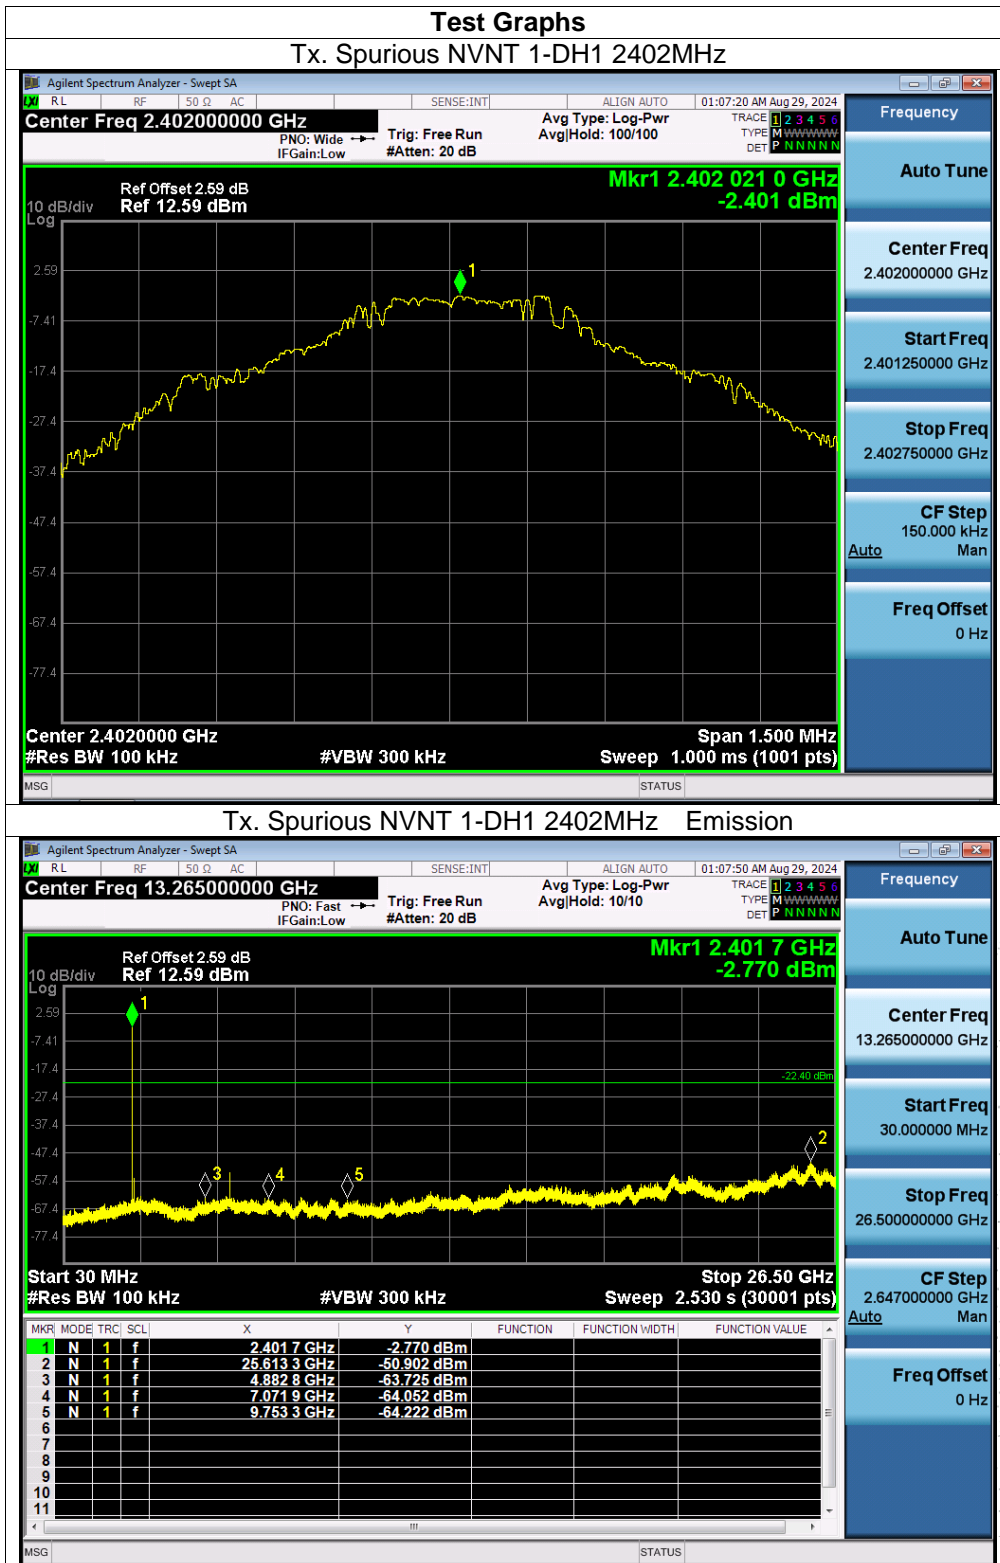 Test Graphs
Tx. Spurious NVNT 1-DH1 2402MHz
Agilent Spectrum Analyzer - Swept SA
LXI RL RF 50 Ω AC SENSE:INT ALIGN AUTO 01:07:20 AM Aug 29, 2024
Center Freq 2.402000000 GHz
PNO: Wide
IFGain:Low
Trig: Free Run
#Atten: 20 dB
Avg Type: Log-Pwr
Avg|Hold: 100/100
TRACE 1 2 3 4 5 6
TYPE M WWWWW
DET P N N N N N
Ref Offset 2.59 dB
10 dB/div Ref 12.59 dBm
Log
Mkr1 2.402 021 0 GHz
-2.401 dBm
1
2.59
-7.41
-17.4
-27.4
-37.4
-47.4
-57.4
-67.4
-77.4
Center 2.4020000 GHz Span 1.500 MHz
#Res BW 100 kHz #VBW 300 kHz Sweep 1.000 ms (1001 pts)
MSG STATUS
Frequency
Auto Tune
Center Freq
2.402000000 GHz
Start Freq
2.401250000 GHz
Stop Freq
2.402750000 GHz
CF Step
150.000 kHz
Auto Man
Freq Offset
0 Hz
Tx. Spurious NVNT 1-DH1 2402MHz Emission
Agilent Spectrum Analyzer - Swept SA
LXI RL RF 50 Ω AC SENSE:INT ALIGN AUTO 01:07:50 AM Aug 29, 2024
Center Freq 13.265000000 GHz
PNO: Fast
IFGain:Low
Trig: Free Run
#Atten: 20 dB
Avg Type: Log-Pwr
Avg|Hold: 10/10
TRACE 1 2 3 4 5 6
TYPE M WWWWW
DET P N N N N N
Ref Offset 2.59 dB
10 dB/div Ref 12.59 dBm
Log
Mkr1 2.401 7 GHz
-2.770 dBm
1
2.59
-7.41
-17.4
-22.40 dBm
-27.4
-37.4
-47.4
2
-57.4
3 4 5
-67.4
-77.4
Start 30 MHz Stop 26.50 GHz
#Res BW 100 kHz #VBW 300 kHz Sweep 2.530 s (30001 pts)
MKR MODE TRC SCL X Y FUNCTION FUNCTION WIDTH FUNCTION VALUE
1 N 1 f 2.401 7 GHz -2.770 dBm
2 N 1 f 25.613 3 GHz -50.902 dBm
3 N 1 f 4.882 8 GHz -63.725 dBm
4 N 1 f 7.071 9 GHz -64.052 dBm
5 N 1 f 9.753 3 GHz -64.222 dBm
6
7
8
9
10
11
MSG STATUS
Frequency
Auto Tune
Center Freq
13.265000000 GHz
Start Freq
30.000000 MHz
Stop Freq
26.500000000 GHz
CF Step
2.647000000 GHz
Auto Man
Freq Offset
0 Hz